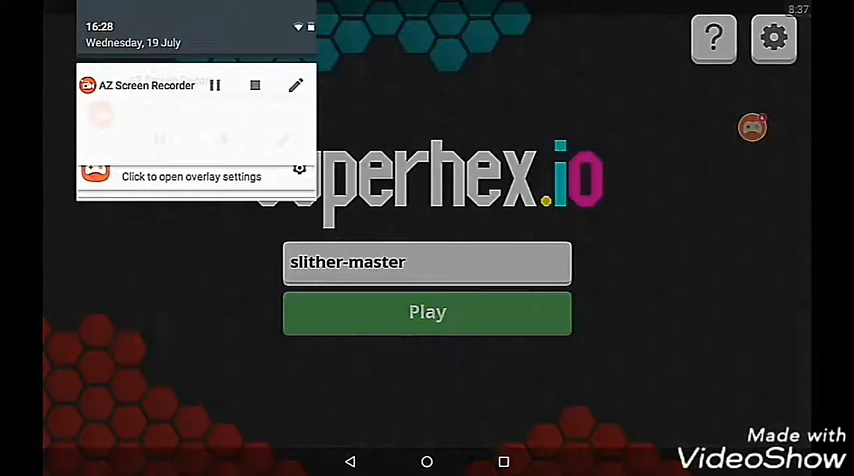 16:28
8:37
Wednesday, 19 July
?
AZ Screen Recorder
Click to open overlay settings
superhex.io
slither-master
Play
Made with
VideoShow